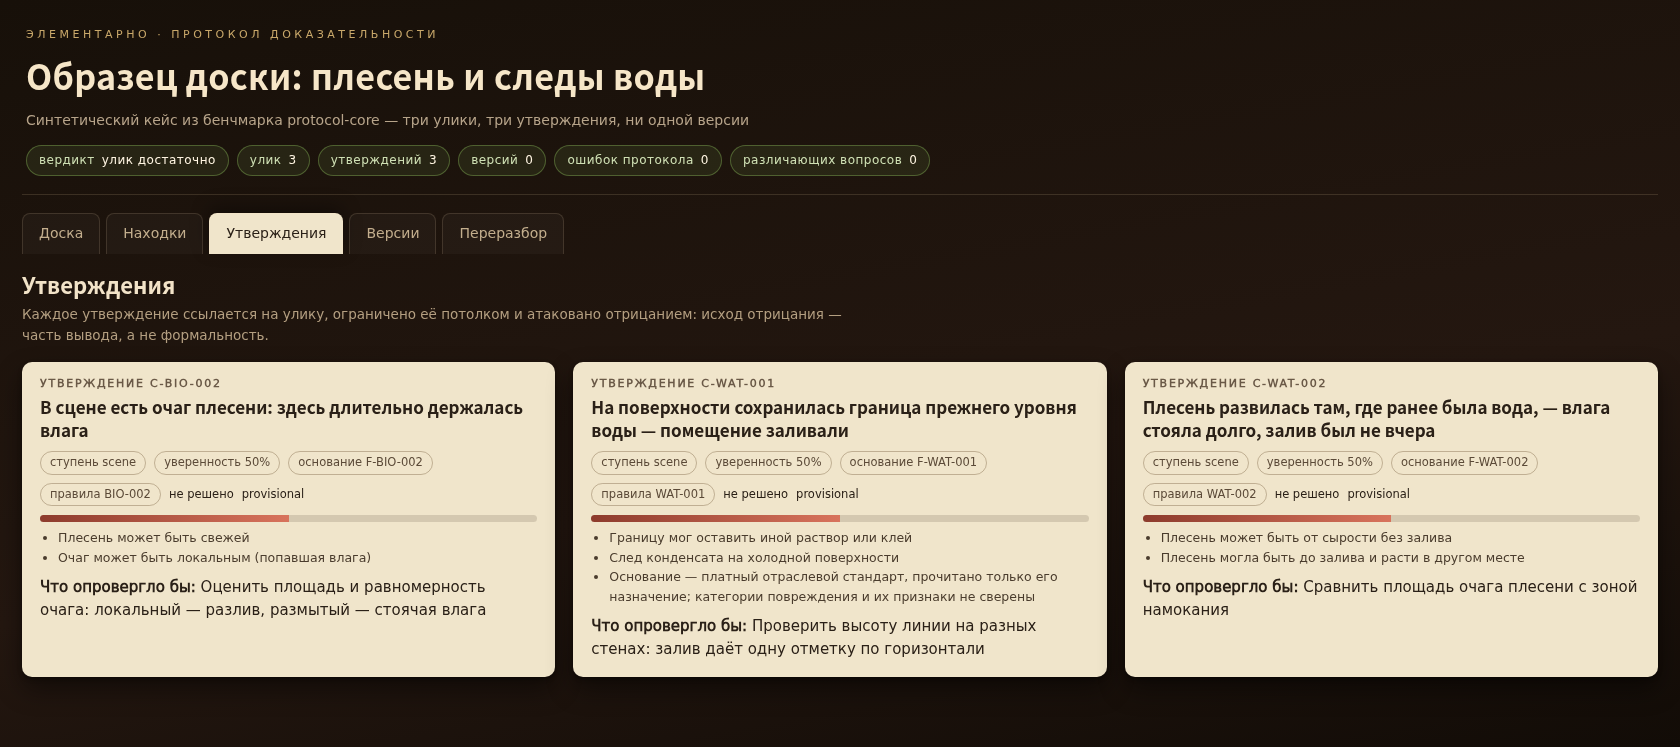 ЭЛЕМЕНТАРНО · ПРОТОКОЛ ДОКАЗАТЕЛЬНОСТИ
Образец доски: плесень и следы воды
Синтетический кейс из бенчмарка protocol-core — три улики, три утверждения, ни одной версии
вердикт улик достаточно улик 3 утверждений 3 версий 0 ошибок протокола 0 различающих вопросов 0
Доска Находки Утверждения Версии Переразбор
Утверждения
Каждое утверждение ссылается на улику, ограничено её потолком и атаковано отрицанием: исход отрицания —
часть вывода, а не формальность.
УТВЕРЖДЕНИЕ C-BIO-002
В сцене есть очаг плесени: здесь длительно держалась
влага
ступень scene уверенность 50% основание F-BIO-002
правила BIO-002 не решено provisional
• Плесень может быть свежей
• Очаг может быть локальным (попавшая влага)
Что опровергло бы: Оценить площадь и равномерность
очага: локальный — разлив, размытый — стоячая влага
УТВЕРЖДЕНИЕ C-WAT-001
На поверхности сохранилась граница прежнего уровня
воды — помещение заливали
ступень scene уверенность 50% основание F-WAT-001
правила WAT-001 не решено provisional
• Границу мог оставить иной раствор или клей
• След конденсата на холодной поверхности
• Основание — платный отраслевой стандарт, прочитано только его
назначение; категории повреждения и их признаки не сверены
Что опровергло бы: Проверить высоту линии на разных
стенах: залив даёт одну отметку по горизонтали
УТВЕРЖДЕНИЕ C-WAT-002
Плесень развилась там, где ранее была вода, — влага
стояла долго, залив был не вчера
ступень scene уверенность 50% основание F-WAT-002
правила WAT-002 не решено provisional
• Плесень может быть от сырости без залива
• Плесень могла быть до залива и расти в другом месте
Что опровергло бы: Сравнить площадь очага плесени с зоной
намокания